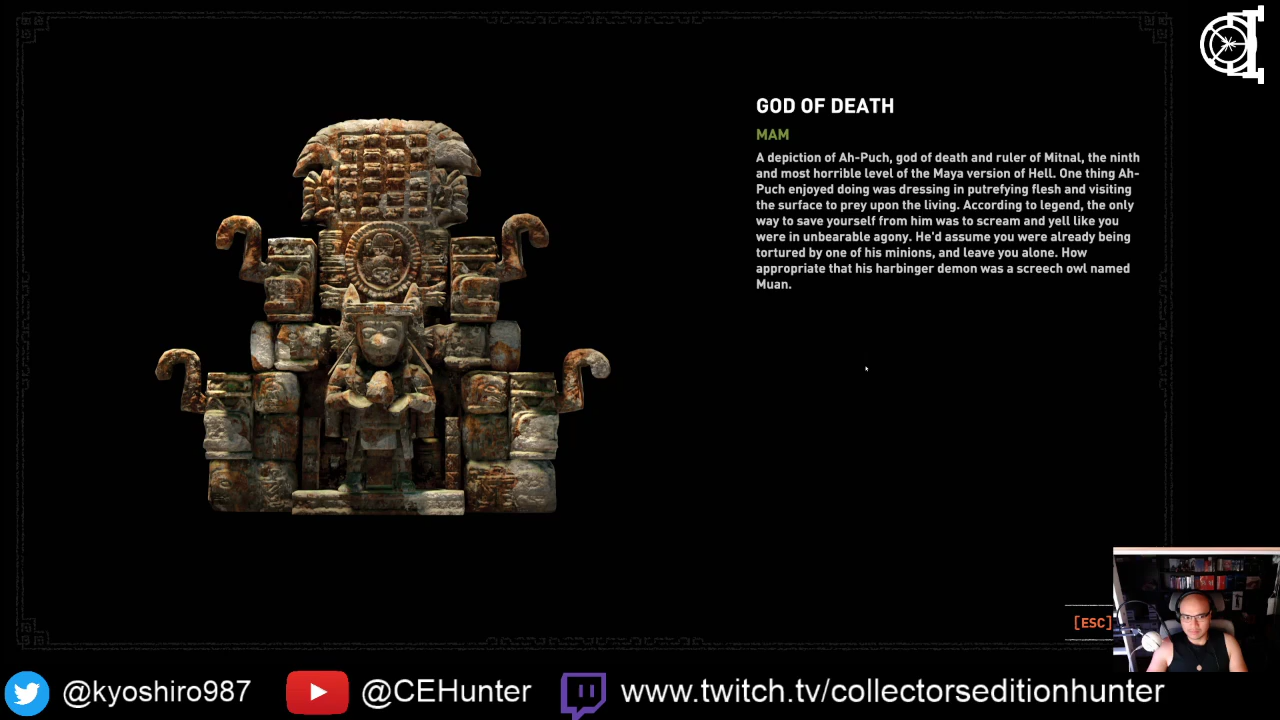 GOD OF DEATH
MAM
A depiction of Ah-Puch, god of death and ruler of Mitnal, the ninth
and most horrible level of the Maya version of Hell. One thing Ah-
Puch enjoyed doing was dressing in putrefying flesh and visiting
the surface to prey upon the living. According to legend, the only
way to save yourself from him was to scream and yell like you
were in unbearable agony. He'd assume you were already being
tortured by one of his minions, and leave you alone. How
appropriate that his harbinger demon was a screech owl named
Muan.
[ESC]
@kyoshiro987
@CEHunter
www.twitch.tv/collectorseditionhunter